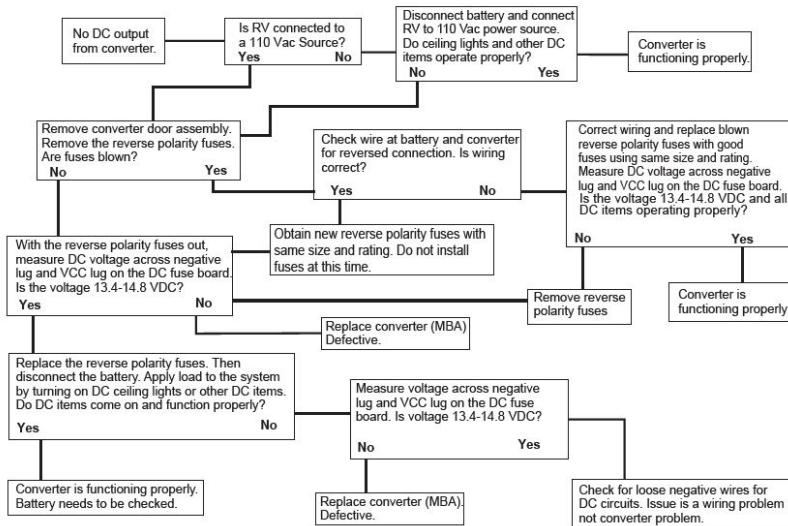 No DC output
from converter.
Is RV connected to
a 110 Vac Source?
Yes No
Disconnect battery and connect
RV to 110 Vac power source.
Do ceiling lights and other DC
items operate properly?
No Yes
Converter is
functioning properly.
Remove converter door assembly.
Remove the reverse polarity fuses.
Are fuses blown?
No Yes
Check wire at battery and converter
for reversed connection. Is wiring
correct?
Yes No
Correct wiring and replace blown
reverse polarity fuses with good
fuses using same size and rating.
Measure DC voltage across negative
lug and VCC lug on the DC fuse board.
Is the voltage 13.4-14.8 VDC and all
DC items operating properly?
No Yes
With the reverse polarity fuses out,
measure DC voltage across negative
lug and VCC lug on the DC fuse board.
Is the voltage 13.4-14.8 VDC?
Yes No
Obtain new reverse polarity fuses with
same size and rating. Do not install
fuses at this time.
Remove reverse
polarity fuses
Converter is
functioning properly
Replace converter (MBA)
Defective.
Replace the reverse polarity fuses. Then
disconnect the battery. Apply load to the system
by turning on DC ceiling lights or other DC items.
Do DC items come on and function properly?
Yes No
Measure voltage across negative
lug and VCC lug on the DC fuse
board. Is voltage 13.4-14.8 VDC?
No Yes
Converter is functioning properly.
Battery needs to be checked.
Replace converter (MBA).
Defective.
Check for loose negative wires for
DC circuits. Issue is a wiring problem
not converter problem.